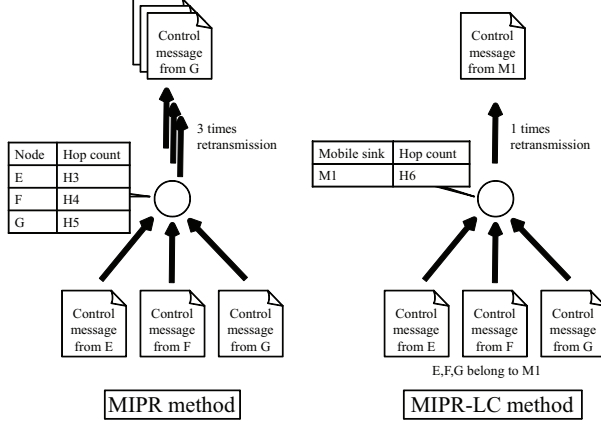 Control
message
from G
3 times
retransmission
Node Hop count
E H3
F H4
G H5
Control
message
from E
Control
message
from F
Control
message
from G
MIPR method
Control
message
from M1
1 times
retransmission
Mobile sink Hop count
M1 H6
Control
message
from E
Control
message
from F
Control
message
from G
E,F,G belong to M1
MIPR-LC method